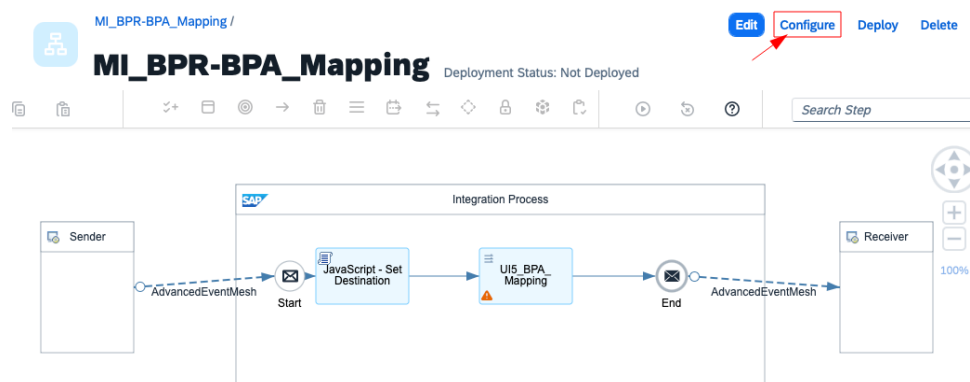 MI_BPR-BPA_Mapping /
Edit Configure Deploy Delete
MI_BPR-BPA_Mapping Deployment Status: Not Deployed
Search Step
SAP Integration Process
Sender
Receiver
JavaScript - Set
Destination
UI5_BPA_
Mapping
AdvancedEventMesh
Start
End
AdvancedEventMesh
100%